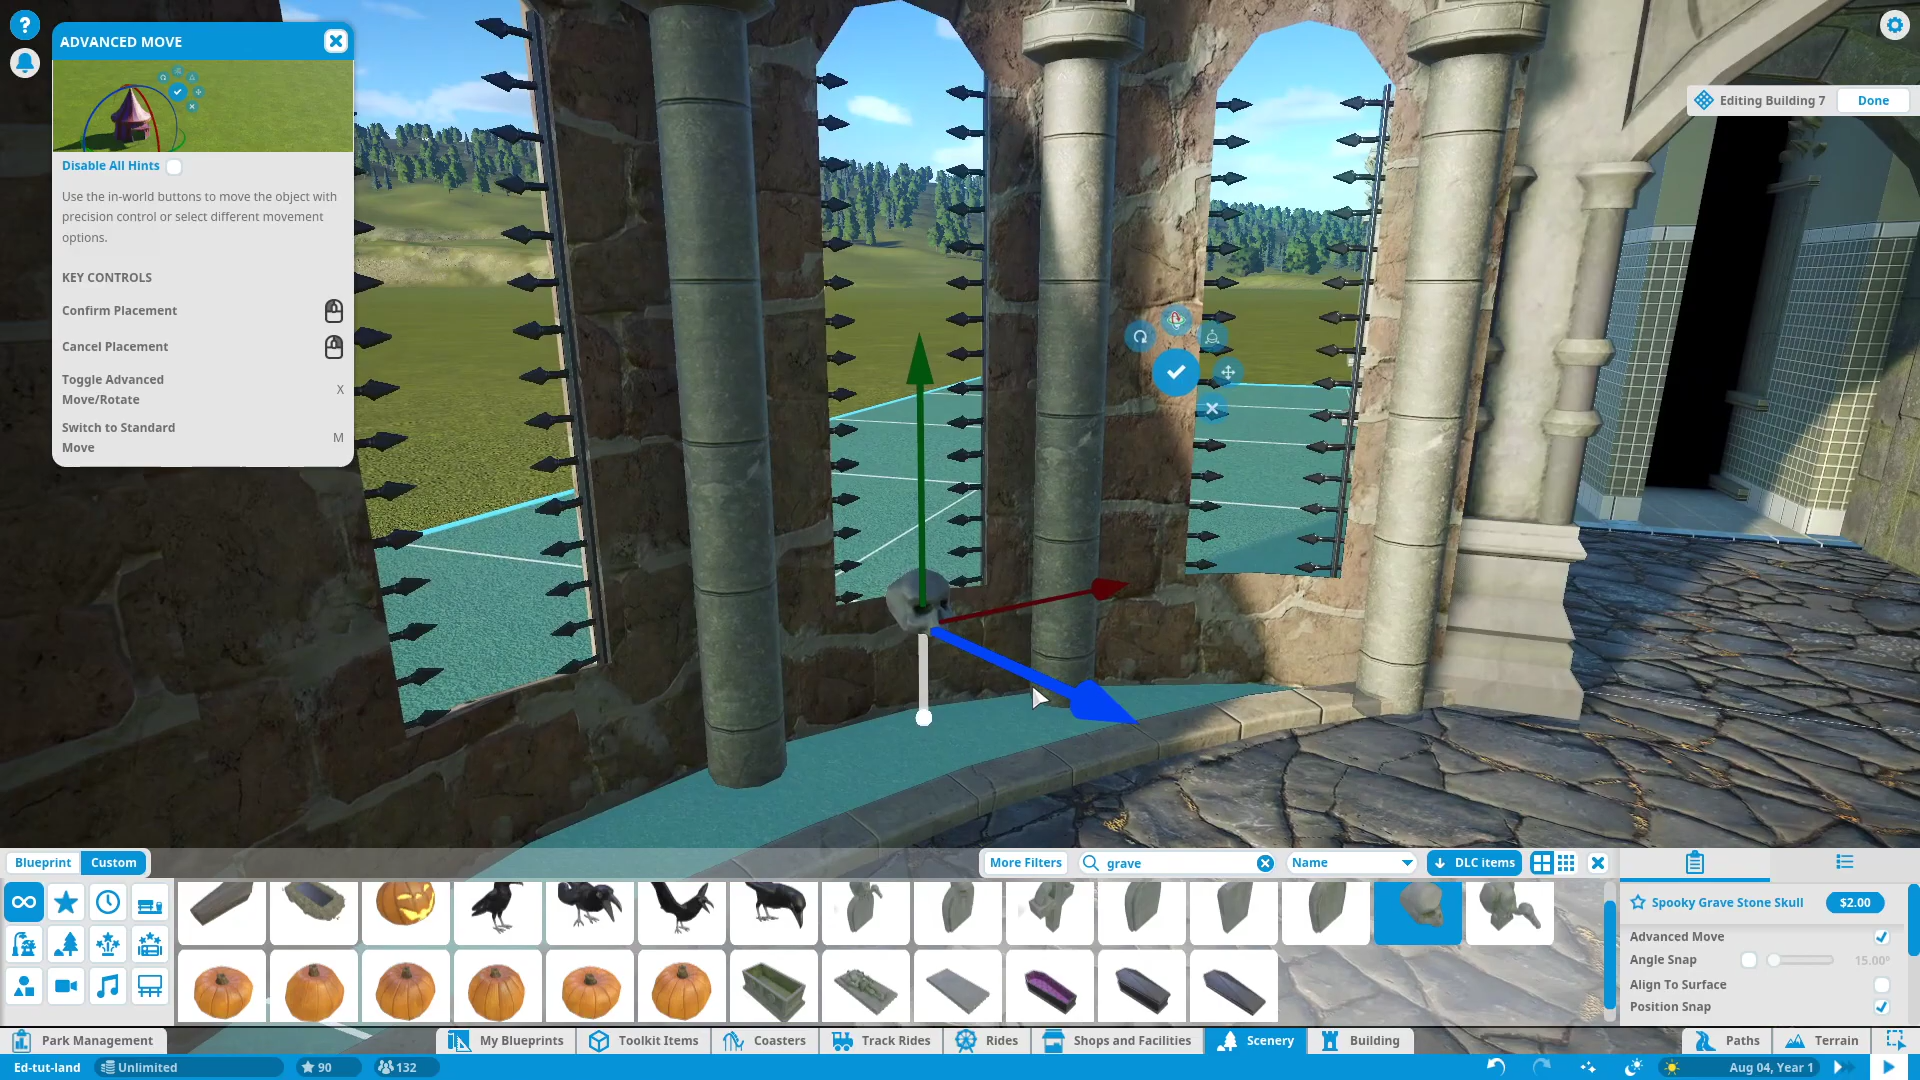 ?
ADVANCED MOVE
Disable All Hints
Use the in-world buttons to move the object with
precision control or select different movement
options.
KEY CONTROLS
Confirm Placement
Cancel Placement
Toggle Advanced
Move/Rotate
X
Switch to Standard
Move
M
Editing Building 7
Done
Blueprint
Custom
More Filters
grave
Name
DLC items
Spooky Grave Stone Skull
$2.00
Advanced Move
Angle Snap
15.00°
Align To Surface
Position Snap
Park Management
My Blueprints
Toolkit Items
Coasters
Track Rides
Rides
Shops and Facilities
Scenery
Building
Paths
Terrain
Ed-tut-land
Unlimited
90
132
Aug 04, Year 1